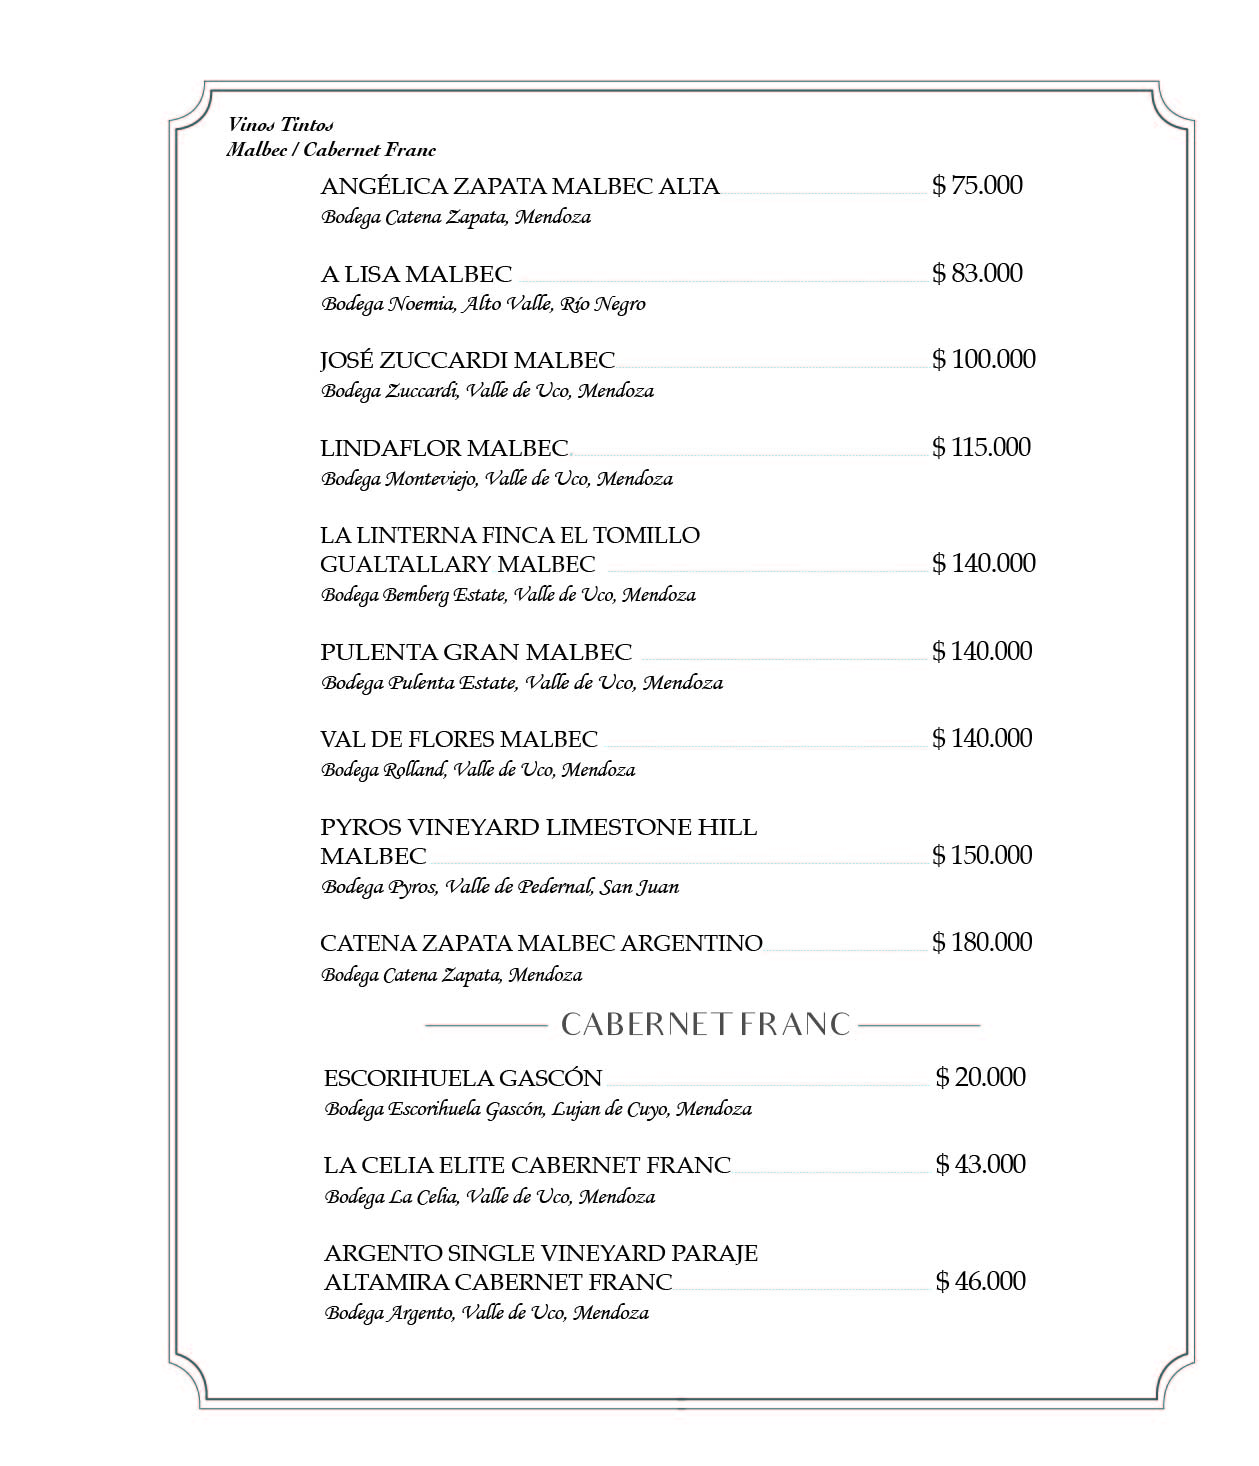 Vinos Tintos
Malbec / Cabernet Franc
ANGÉLICA ZAPATA MALBEC ALTA $ 75.000
Bodega Catena Zapata, Mendoza
A LISA MALBEC $ 83.000
Bodega Noemia, Alto Valle, Río Negro
JOSÉ ZUCCARDI MALBEC $ 100.000
Bodega Zuccardi, Valle de Uco, Mendoza
LINDAFLOR MALBEC $ 115.000
Bodega Monteviejo, Valle de Uco, Mendoza
LA LINTERNA FINCA EL TOMILLO
GUALTALLARY MALBEC $ 140.000
Bodega Bemberg Estate, Valle de Uco, Mendoza
PULENTA GRAN MALBEC $ 140.000
Bodega Pulenta Estate, Valle de Uco, Mendoza
VAL DE FLORES MALBEC $ 140.000
Bodega Rolland, Valle de Uco, Mendoza
PYROS VINEYARD LIMESTONE HILL
MALBEC $ 150.000
Bodega Pyros, Valle de Pedernal, San Juan
CATENA ZAPATA MALBEC ARGENTINO $ 180.000
Bodega Catena Zapata, Mendoza
CABERNET FRANC
ESCORIHUELA GASCÓN $ 20.000
Bodega Escorihuela Gascón, Lujan de Cuyo, Mendoza
LA CELIA ELITE CABERNET FRANC $ 43.000
Bodega La Celia, Valle de Uco, Mendoza
ARGENTO SINGLE VINEYARD PARAJE
ALTAMIRA CABERNET FRANC $ 46.000
Bodega Argento, Valle de Uco, Mendoza